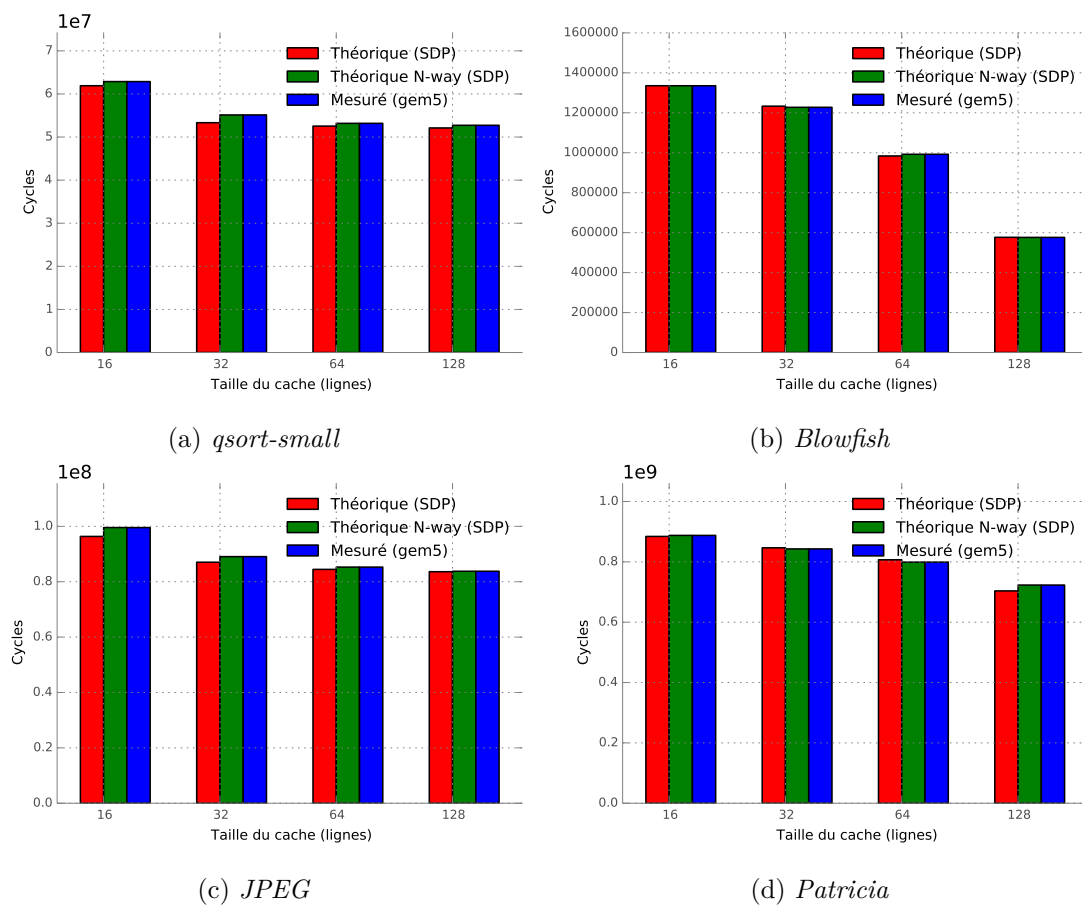 1e7
7
6
5
4
3
2
1
0
Cycles
Théorique (SDP)
Théorique N-way (SDP)
Mesuré (gem5)
16 32 64 128
Taille du cache (lignes)
(a) qsort-small
1600000
1400000
1200000
1000000
800000
600000
400000
200000
0
Cycles
Théorique (SDP)
Théorique N-way (SDP)
Mesuré (gem5)
16 32 64 128
Taille du cache (lignes)
(b) Blowfish
1e8
1.0
0.8
0.6
0.4
0.2
0.0
Cycles
Théorique (SDP)
Théorique N-way (SDP)
Mesuré (gem5)
16 32 64 128
Taille du cache (lignes)
(c) JPEG
1e9
1.0
0.8
0.6
0.4
0.2
0.0
Cycles
Théorique (SDP)
Théorique N-way (SDP)
Mesuré (gem5)
16 32 64 128
Taille du cache (lignes)
(d) Patricia